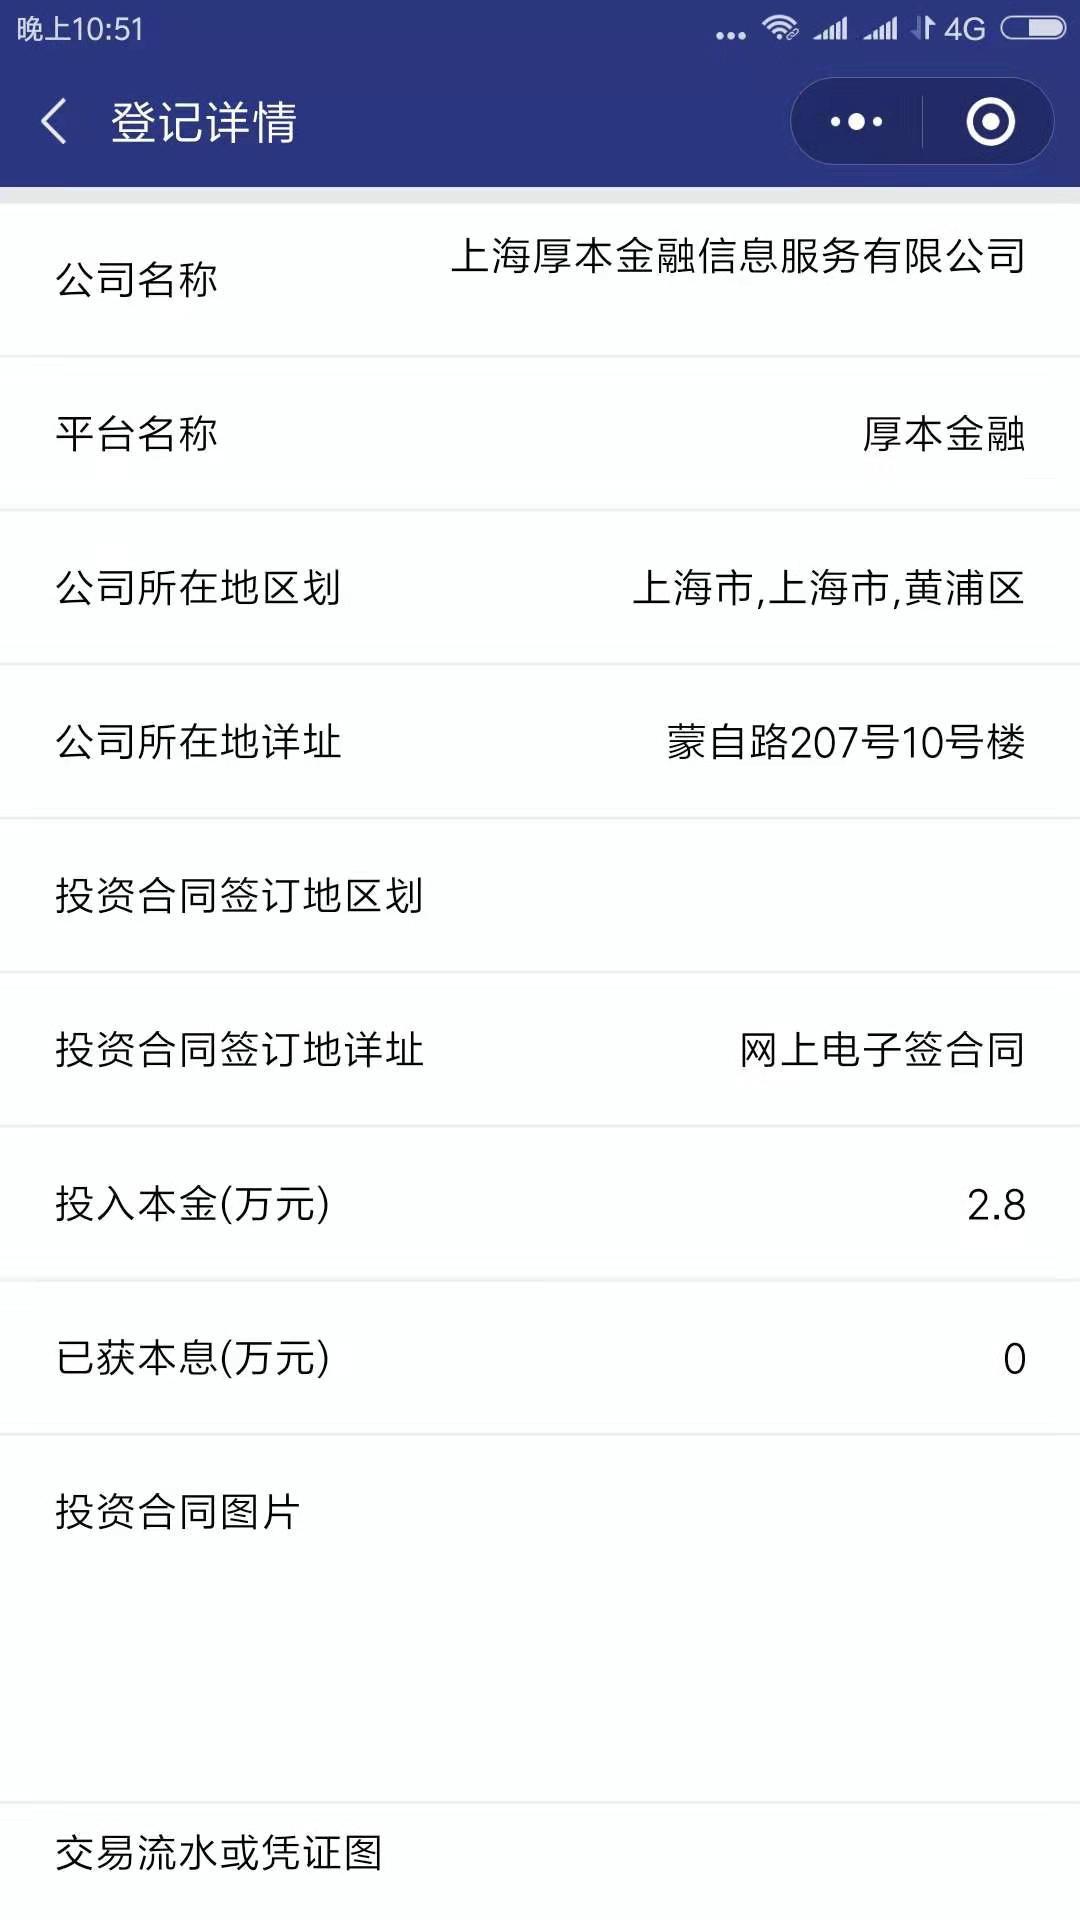 晚上10:51
4G
登记详情
公司名称
上海厚本金融信息服务有限公司
平台名称
厚本金融
公司所在地区划
上海市,上海市,黄浦区
公司所在地详址
蒙自路207号10号楼
投资合同签订地区划
投资合同签订地详址
网上电子签合同
投入本金(万元)
2.8
已获本息(万元)
0
投资合同图片
交易流水或凭证图